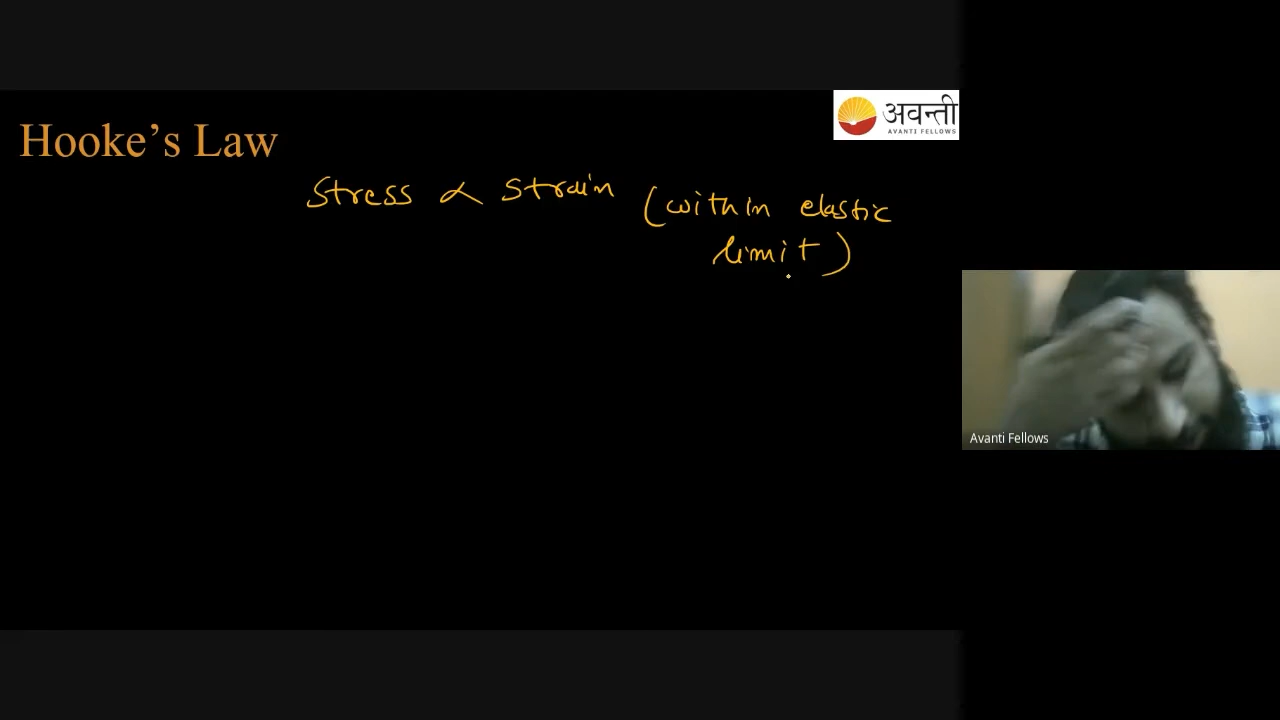 अवन्ती
AVANTI FELLOWS
Hooke's Law
Stress ∝ strain (within elastic
limit)
Avanti Fellows